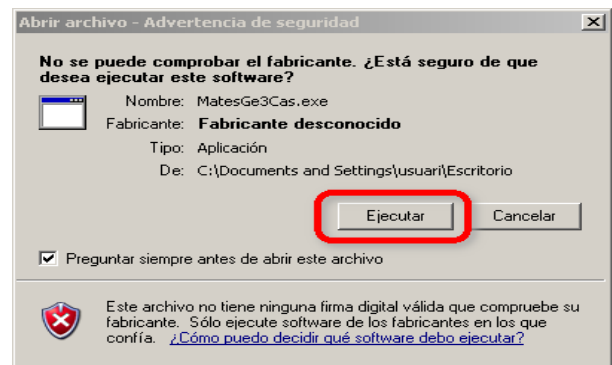 Abrir archivo - Advertencia de seguridad
No se puede comprobar el fabricante. ¿Está seguro de que
desea ejecutar este software?
Nombre: MatesGe3Cas.exe
Fabricante: Fabricante desconocido
Tipo: Aplicación
De: C:\Documents and Settings\usuari\Escritorio
Ejecutar Cancelar
Preguntar siempre antes de abrir este archivo
Este archivo no tiene ninguna firma digital válida que compruebe su
fabricante. Sólo ejecute software de los fabricantes en los que
confía. ¿Cómo puedo decidir qué software debo ejecutar?